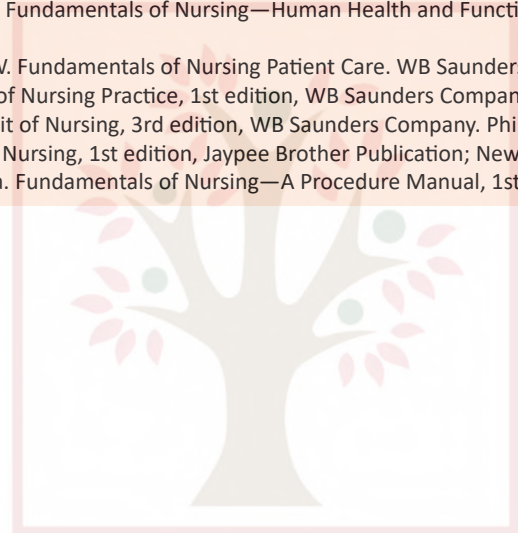 Fundamentals of Nursing—Human Health and Functi
W. Fundamentals of Nursing Patient Care. WB Saunders
of Nursing Practice, 1st edition, WB Saunders Compan
it of Nursing, 3rd edition, WB Saunders Company. Phi
Nursing, 1st edition, Jaypee Brother Publication; New
n. Fundamentals of Nursing—A Procedure Manual, 1st